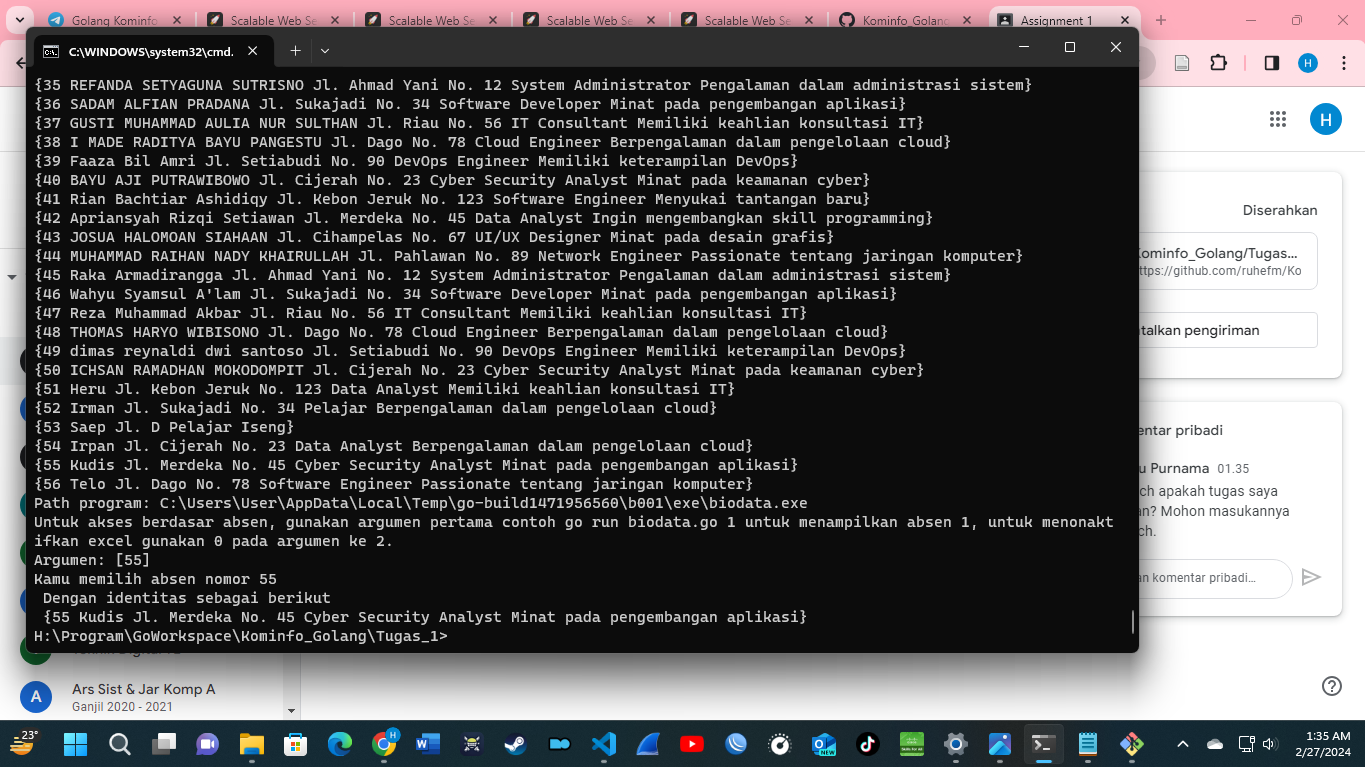 Golang Kominfo
Scalable Web Se
Scalable Web Se
Scalable Web Se
Scalable Web Se
Kominfo_Golang
Assignment 1
C:\WINDOWS\system32\cmd.
{35 REFANDA SETYAGUNA SUTRISNO Jl. Ahmad Yani No. 12 System Administrator Pengalaman dalam administrasi sistem}
{36 SADAM ALFIAN PRADANA Jl. Sukajadi No. 34 Software Developer Minat pada pengembangan aplikasi}
{37 GUSTI MUHAMMAD AULIA NUR SULTHAN Jl. Riau No. 56 IT Consultant Memiliki keahlian konsultasi IT}
{38 I MADE RADITYA BAYU PANGESTU Jl. Dago No. 78 Cloud Engineer Berpengalaman dalam pengelolaan cloud}
{39 Faaza Bil Amri Jl. Setiabudi No. 90 DevOps Engineer Memiliki keterampilan DevOps}
{40 BAYU AJI PUTRAWIBOWO Jl. Cijerah No. 23 Cyber Security Analyst Minat pada keamanan cyber}
{41 Rian Bachtiar Ashidiqy Jl. Kebon Jeruk No. 123 Software Engineer Menyukai tantangan baru}
{42 Apriansyah Rizqi Setiawan Jl. Merdeka No. 45 Data Analyst Ingin mengembangkan skill programming}
{43 JOSUA HALOMOAN SIAHAAN Jl. Cihampelas No. 67 UI/UX Designer Minat pada desain grafis}
{44 MUHAMMAD RAIHAN NADY KHAIRULLAH Jl. Pahlawan No. 89 Network Engineer Passionate tentang jaringan komputer}
{45 Raka Armadirangga Jl. Ahmad Yani No. 12 System Administrator Pengalaman dalam administrasi sistem}
{46 Wahyu Syamsul A'lam Jl. Sukajadi No. 34 Software Developer Minat pada pengembangan aplikasi}
{47 Reza Muhammad Akbar Jl. Riau No. 56 IT Consultant Memiliki keahlian konsultasi IT}
{48 THOMAS HARYO WIBISONO Jl. Dago No. 78 Cloud Engineer Berpengalaman dalam pengelolaan cloud}
{49 dimas reynaldi dwi santoso Jl. Setiabudi No. 90 DevOps Engineer Memiliki keterampilan DevOps}
{50 ICHSAN RAMADHAN MOKODOMPIT Jl. Cijerah No. 23 Cyber Security Analyst Minat pada keamanan cyber}
{51 Heru Jl. Kebon Jeruk No. 123 Data Analyst Memiliki keahlian konsultasi IT}
{52 Irman Jl. Sukajadi No. 34 Pelajar Berpengalaman dalam pengelolaan cloud}
{53 Saep Jl. D Pelajar Iseng}
{54 Irpan Jl. Cijerah No. 23 Data Analyst Berpengalaman dalam pengelolaan cloud}
{55 Kudis Jl. Merdeka No. 45 Cyber Security Analyst Minat pada pengembangan aplikasi}
{56 Telo Jl. Dago No. 78 Software Engineer Passionate tentang jaringan komputer}
Path program: C:\Users\User\AppData\Local\Temp\go-build1471956560\b001\exe\biodata.exe
Untuk akses berdasar absen, gunakan argumen pertama contoh go run biodata.go 1 untuk menampilkan absen 1, untuk menonakt
ifkan excel gunakan 0 pada argumen ke 2.
Argumen: [55]
Kamu memilih absen nomor 55
Dengan identitas sebagai berikut
{55 Kudis Jl. Merdeka No. 45 Cyber Security Analyst Minat pada pengembangan aplikasi}
H:\Program\GoWorkspace\Kominfo_Golang\Tugas_1>
H
H
Diserahkan
Kominfo_Golang/Tugas...
ttps://github.com/ruhefm/Ko
talkan pengiriman
entar pribadi
u Purnama 01.35
ch apakah tugas saya
an? Mohon masukannya
ch.
an komentar pribadi...
A
Ars Sist & Jar Komp A
Ganjil 2020 - 2021
23°
H
NEW
1:35 AM
2/27/2024